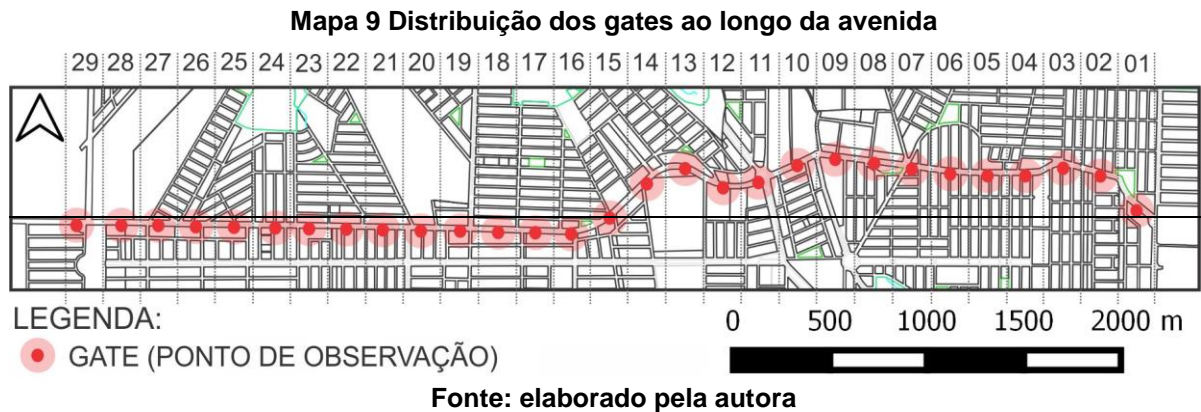 Mapa 9 Distribuição dos gates ao longo da avenida
29 28 27 26 25 24 23 22 21 20 19 18 17 16 15 14 13 12 11 10 09 08 07 06 05 04 03 02 01
LEGENDA:
0 500 1000 1500 2000 m
GATE (PONTO DE OBSERVAÇÃO)
Fonte: elaborado pela autora